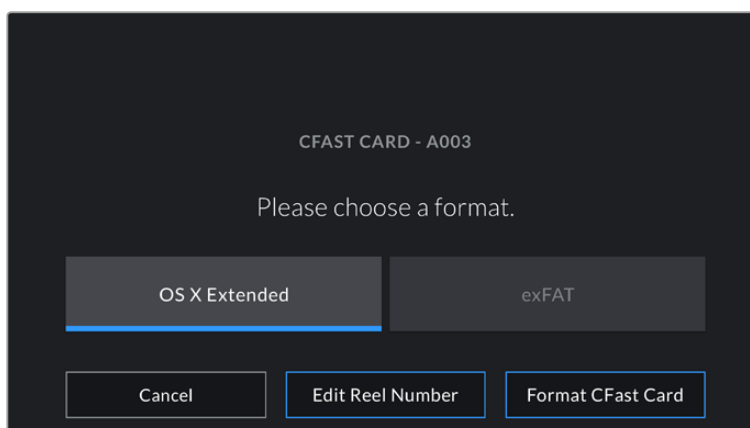 CFAST CARD - A003
Please choose a format.
OS X Extended exFAT
Cancel Edit Reel Number Format CFast Card